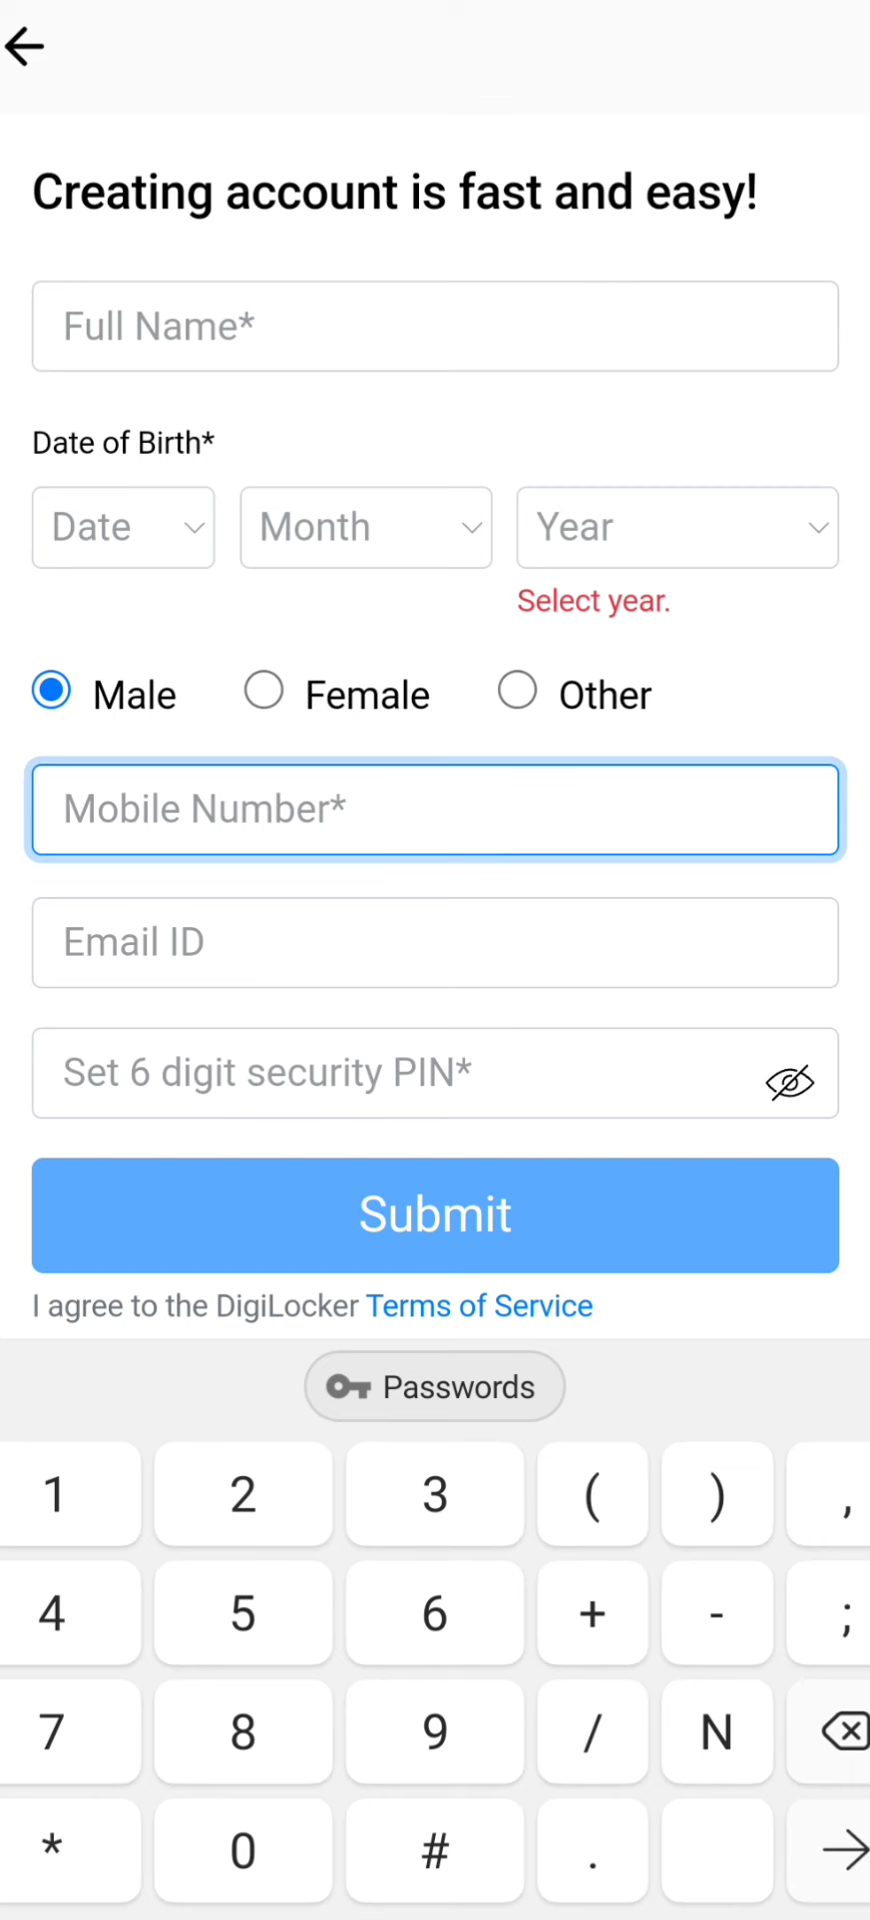 Creating account is fast and easy!
Full Name*
Date of Birth*
Date Month Year
Select year.
Male Female Other
Mobile Number*
Email ID
Set 6 digit security PIN*
Submit
I agree to the DigiLocker Terms of Service
Passwords
1 2 3 ( ) ,
4 5 6 + - ;
7 8 9 / N
* 0 # .